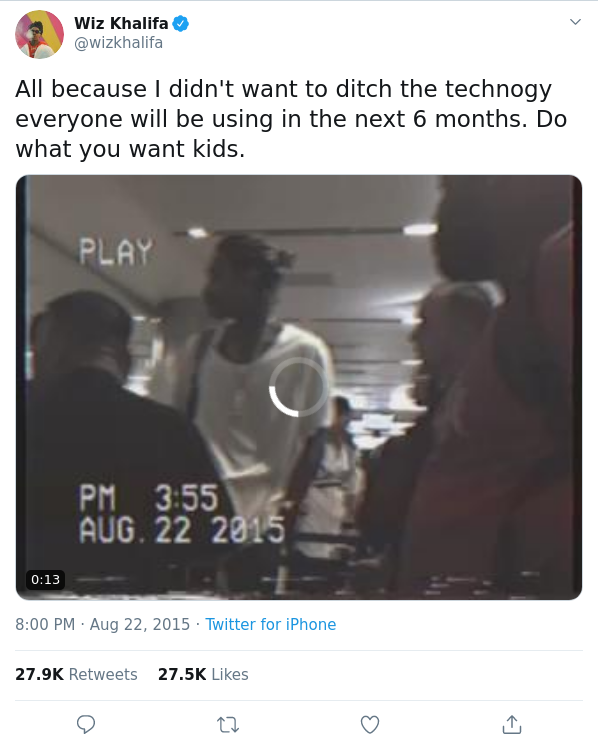 Wiz Khalifa
@wizkhalifa
All because I didn't want to ditch the technogy
everyone will be using in the next 6 months. Do
what you want kids.
PLAY
PM 3:55
AUG. 22 2015
0:13
8:00 PM · Aug 22, 2015 · Twitter for iPhone
27.9K Retweets 27.5K Likes